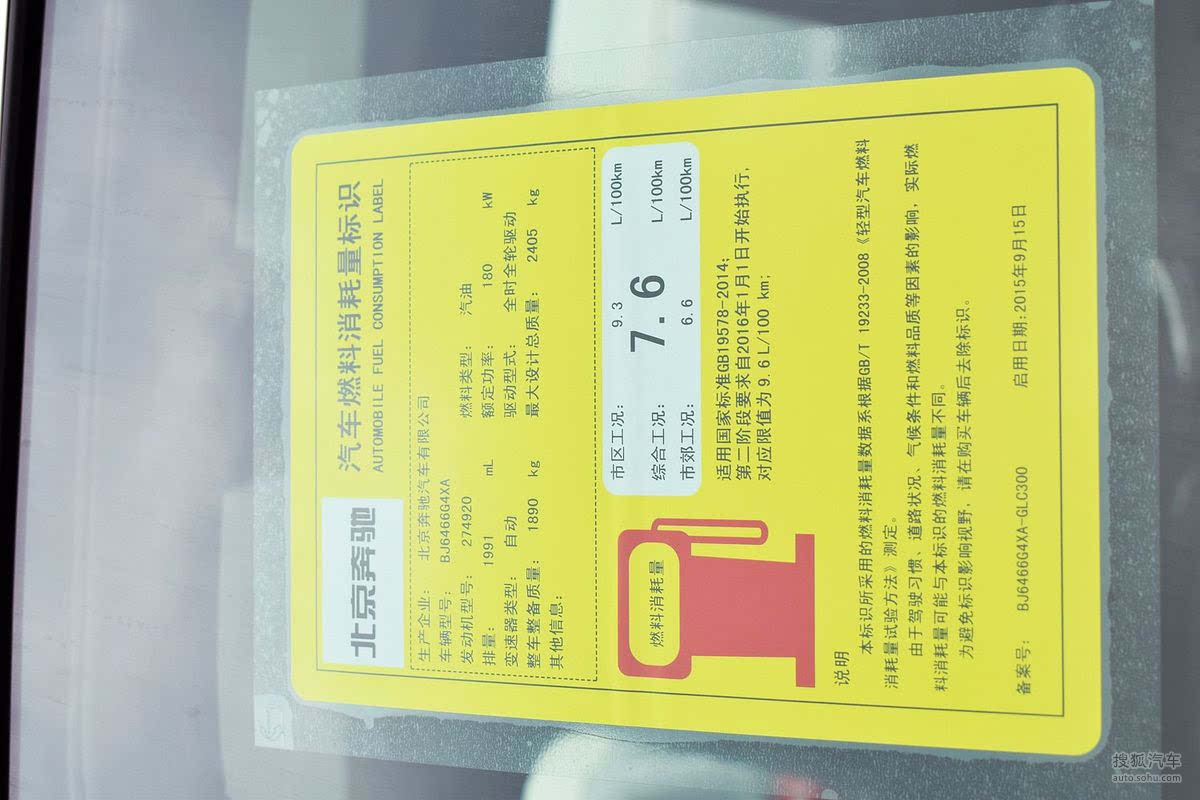 北京奔驰
汽车燃料消耗量标识
AUTOMOBILE FUEL CONSUMPTION LABEL
生产企业: 北京奔驰汽车有限公司
车辆型号: BJ6466G4XA
发动机型号: 274920 燃料类型: 汽油
排量: 1991 mL 额定功率: 180 kW
变速器类型: 自动 驱动型式: 全时全轮驱动
整车整备质量: 1890 kg 最大设计总质量: 2405 kg
其他信息:
燃料消耗量
市区工况: 9.3 L/100km
综合工况: 7.6 L/100km
市郊工况: 6.6 L/100km
适用国家标准GB19578-2014:
第二阶段要求自2016年1月1日开始执行,
对应限值为9.6 L/100 km;
说明
本标识所采用的燃料消耗量数据系根据GB/T 19233-2008《轻型汽车燃料
消耗量试验方法》测定。
由于驾驶习惯、道路状况、气候条件和燃料品质等因素的影响, 实际燃
料消耗量可能与本标识的燃料消耗量不同。
为避免标识影响视野, 请在购买车辆后去除标识。
备案号: BJ6466G4XA-GLC300 启用日期:2015年9月15日
搜狐汽车
auto.sohu.com